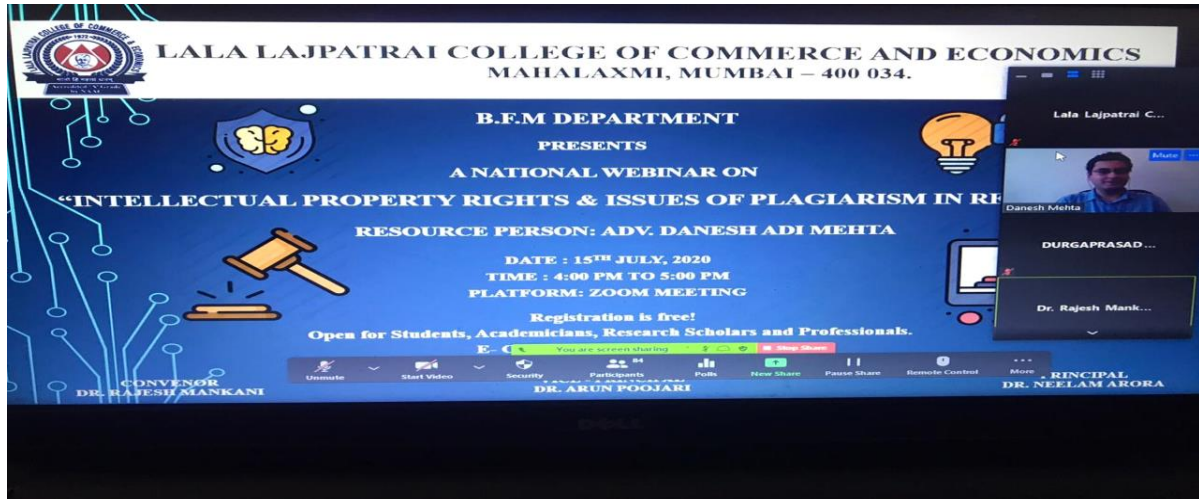 LALA LAJPATRAI COLLEGE OF COMMERCE AND ECONOMICS
MAHALAXMI, MUMBAI – 400 034.
B.F.M DEPARTMENT
PRESENTS
A NATIONAL WEBINAR ON
“INTELLECTUAL PROPERTY RIGHTS & ISSUES OF PLAGIARISM IN RE
RESOURCE PERSON: ADV. DANESH ADI MEHTA
DATE : 15TH JULY, 2020
TIME : 4:00 PM TO 5:00 PM
PLATFORM: ZOOM MEETING
Registration is free!
Open for Students, Academicians, Research Scholars and Professionals.
E-
You are screen sharing Stop Share
Unmute Start Video Security Participants 84 Polls New Share Pause Share Remote Control More
CONVENOR
DR. RAJESH MANKANI
DR. ARUN POOJARI
RINCIPAL
DR. NEELAM ARORA
Lala Lajpatrai C...
Mute
Danesh Mehta
DURGAPRASAD ...
Dr. Rajesh Mank...
DELL